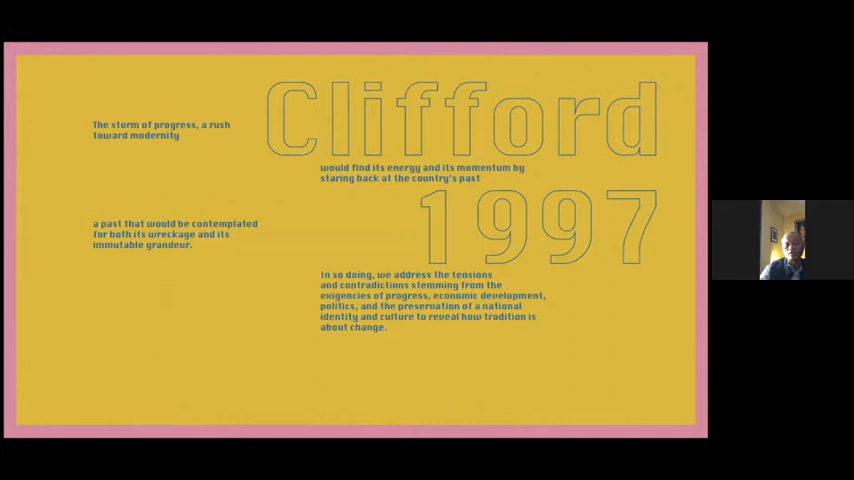 Clifford
The storm of progress, a rush
toward modernity
would find its energy and its momentum by
staring back at the country's past
1997
a past that would be contemplated
for both its wreckage and its
immutable grandeur.
In so doing, we address the tensions
and contradictions stemming from the
exigencies of progress, economic development,
politics, and the preservation of a national
identity and culture to reveal how tradition is
about change.